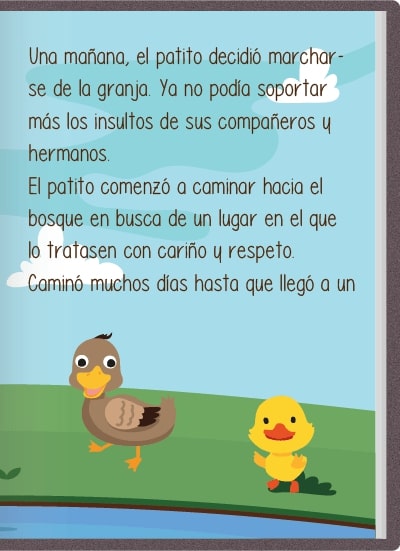 Una mañana, el patito decidió marchar-
se de la granja. Ya no podía soportar
más los insultos de sus compañeros y
hermanos.
El patito comenzó a caminar hacia el
bosque en busca de un lugar en el que
lo tratasen con cariño y respeto.
Caminó muchos días hasta que llegó a un